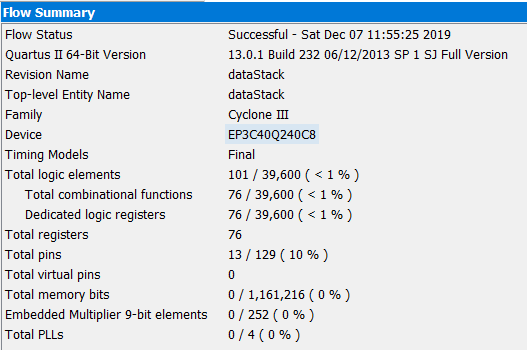 Flow Summary
Flow Status Successful - Sat Dec 07 11:55:25 2019
Quartus II 64-Bit Version 13.0.1 Build 232 06/12/2013 SP 1 SJ Full Version
Revision Name dataStack
Top-level Entity Name dataStack
Family Cyclone III
Device EP3C40Q240C8
Timing Models Final
Total logic elements 101 / 39,600 ( < 1 % )
Total combinational functions 76 / 39,600 ( < 1 % )
Dedicated logic registers 76 / 39,600 ( < 1 % )
Total registers 76
Total pins 13 / 129 ( 10 % )
Total virtual pins 0
Total memory bits 0 / 1,161,216 ( 0 % )
Embedded Multiplier 9-bit elements 0 / 252 ( 0 % )
Total PLLs 0 / 4 ( 0 % )